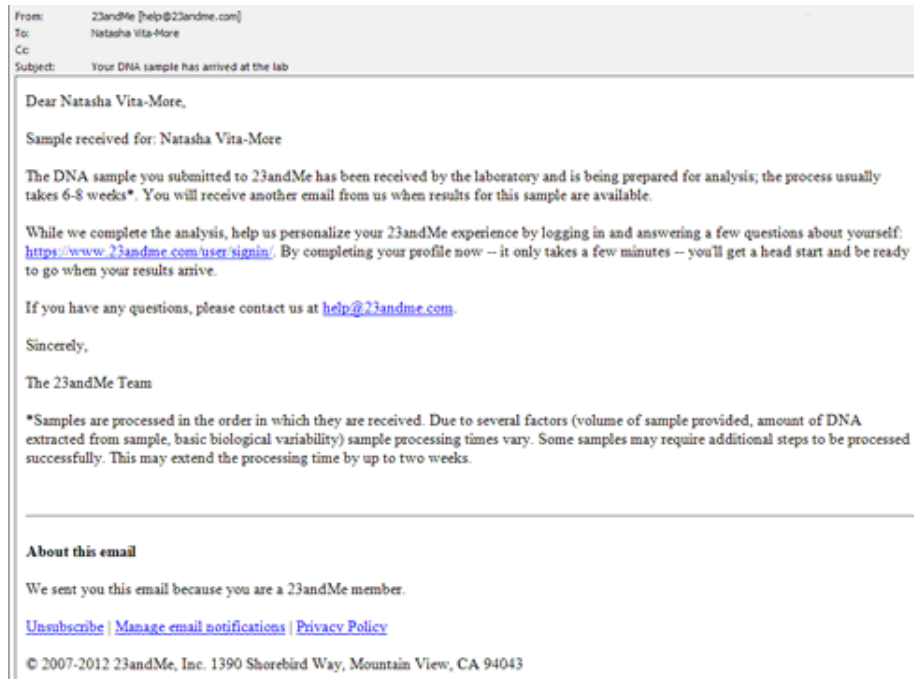 From: 23andMe [help@23andme.com]
To: Natasha Vita-More
Cc:
Subject: Your DNA sample has arrived at the lab
Dear Natasha Vita-More,
Sample received for: Natasha Vita-More
The DNA sample you submitted to 23andMe has been received by the laboratory and is being prepared for analysis; the process usually
takes 6-8 weeks*. You will receive another email from us when results for this sample are available.
While we complete the analysis, help us personalize your 23andMe experience by logging in and answering a few questions about yourself:
https://www.23andme.com/user/signin/. By completing your profile now -- it only takes a few minutes -- you'll get a head start and be ready
to go when your results arrive.
If you have any questions, please contact us at help@23andme.com.
Sincerely,
The 23andMe Team
*Samples are processed in the order in which they are received. Due to several factors (volume of sample provided, amount of DNA
extracted from sample, basic biological variability) sample processing times vary. Some samples may require additional steps to be processed
successfully. This may extend the processing time by up to two weeks.
About this email
We sent you this email because you are a 23andMe member.
Unsubscribe | Manage email notifications | Privacy Policy
© 2007-2012 23andMe, Inc. 1390 Shorebird Way, Mountain View, CA 94043